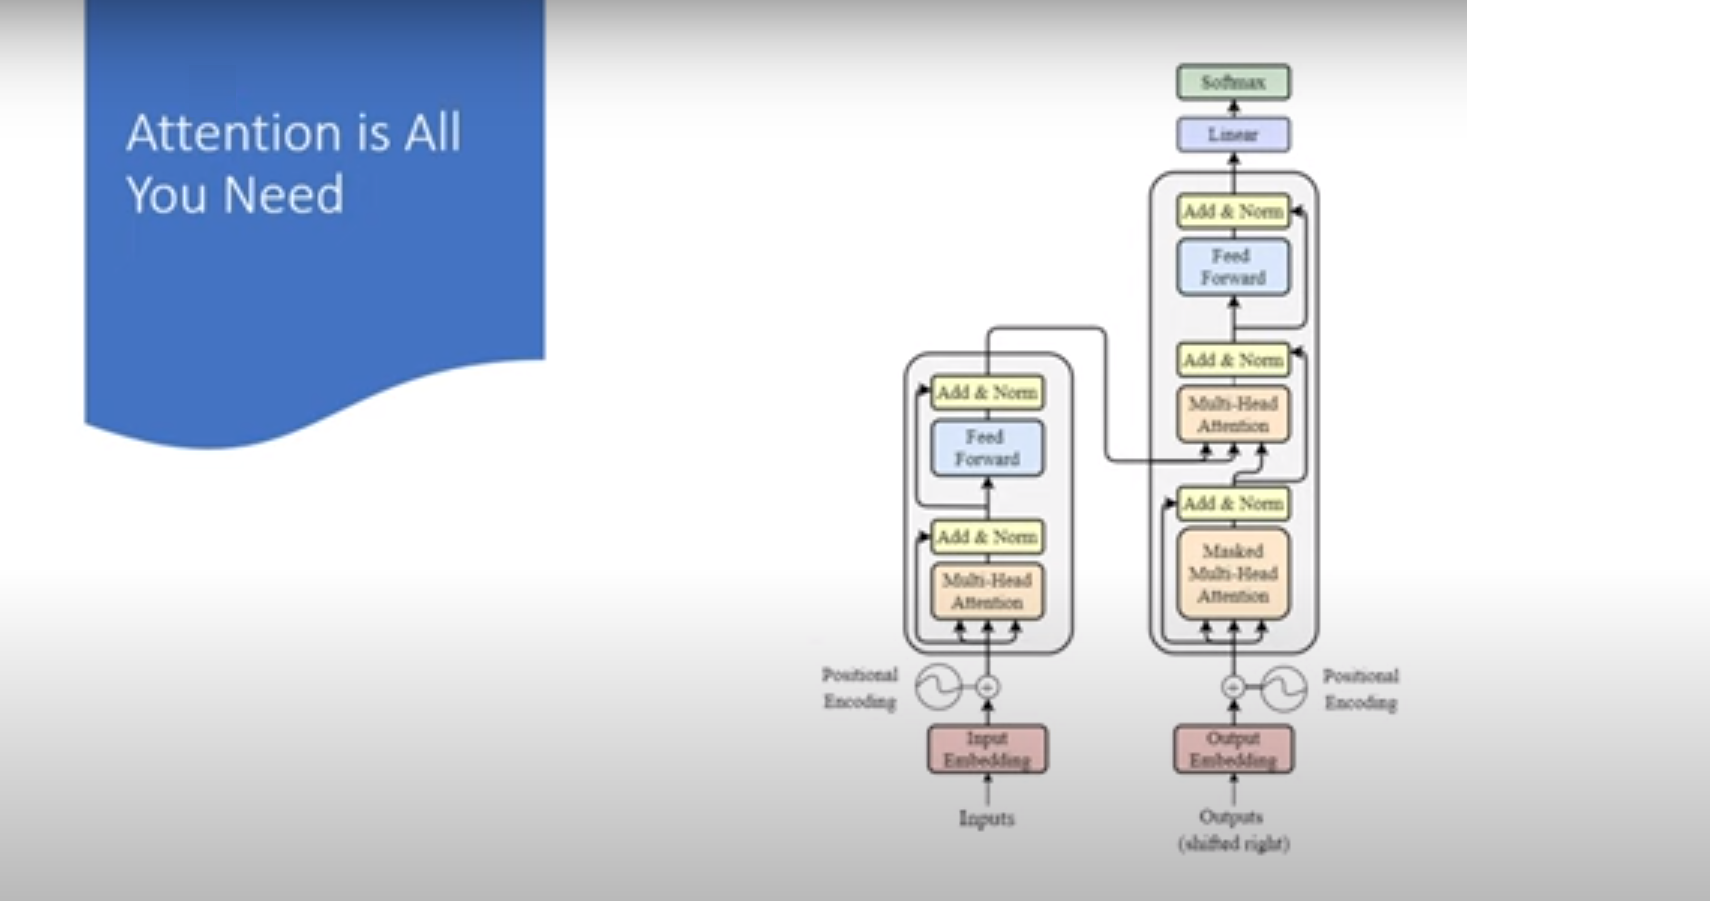 Attention is All
You Need
Softmax
Linear
Add & Norm
Feed
Forward
Add & Norm
Multi-Head
Attention
Add & Norm
Masked
Multi-Head
Attention
Add & Norm
Feed
Forward
Add & Norm
Multi-Head
Attention
Positional
Encoding
Positional
Encoding
Input
Embedding
Output
Embedding
Inputs
Outputs
(shifted right)